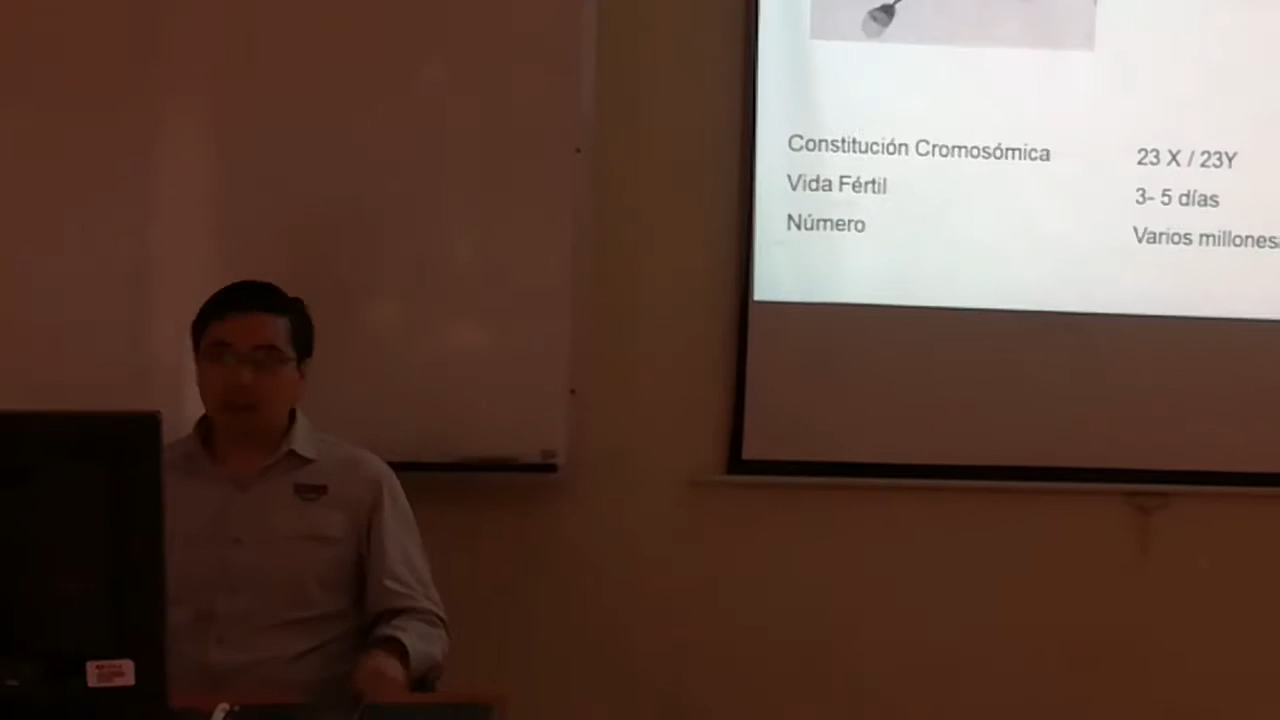 Constitución Cromosómica 23 X / 23Y
Vida Fértil 3- 5 días
Número Varios millones